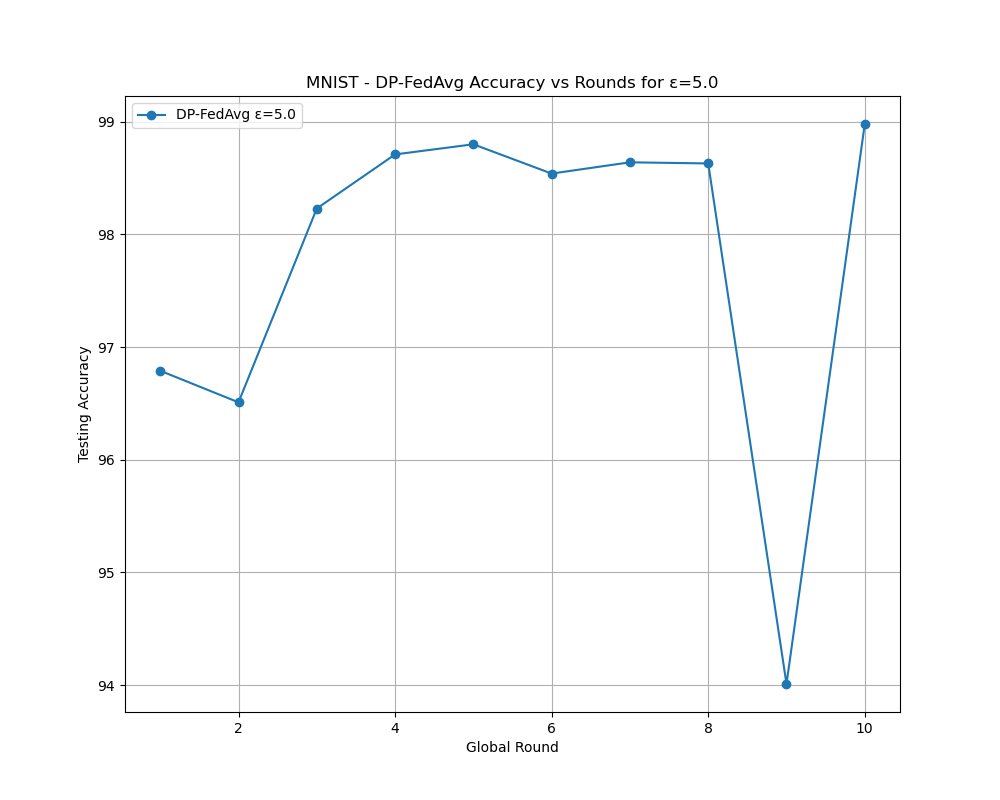 MNIST - DP-FedAvg Accuracy vs Rounds for ε=5.0
DP-FedAvg ε=5.0
99
98
97
96
95
94
Testing Accuracy
2 4 6 8 10
Global Round